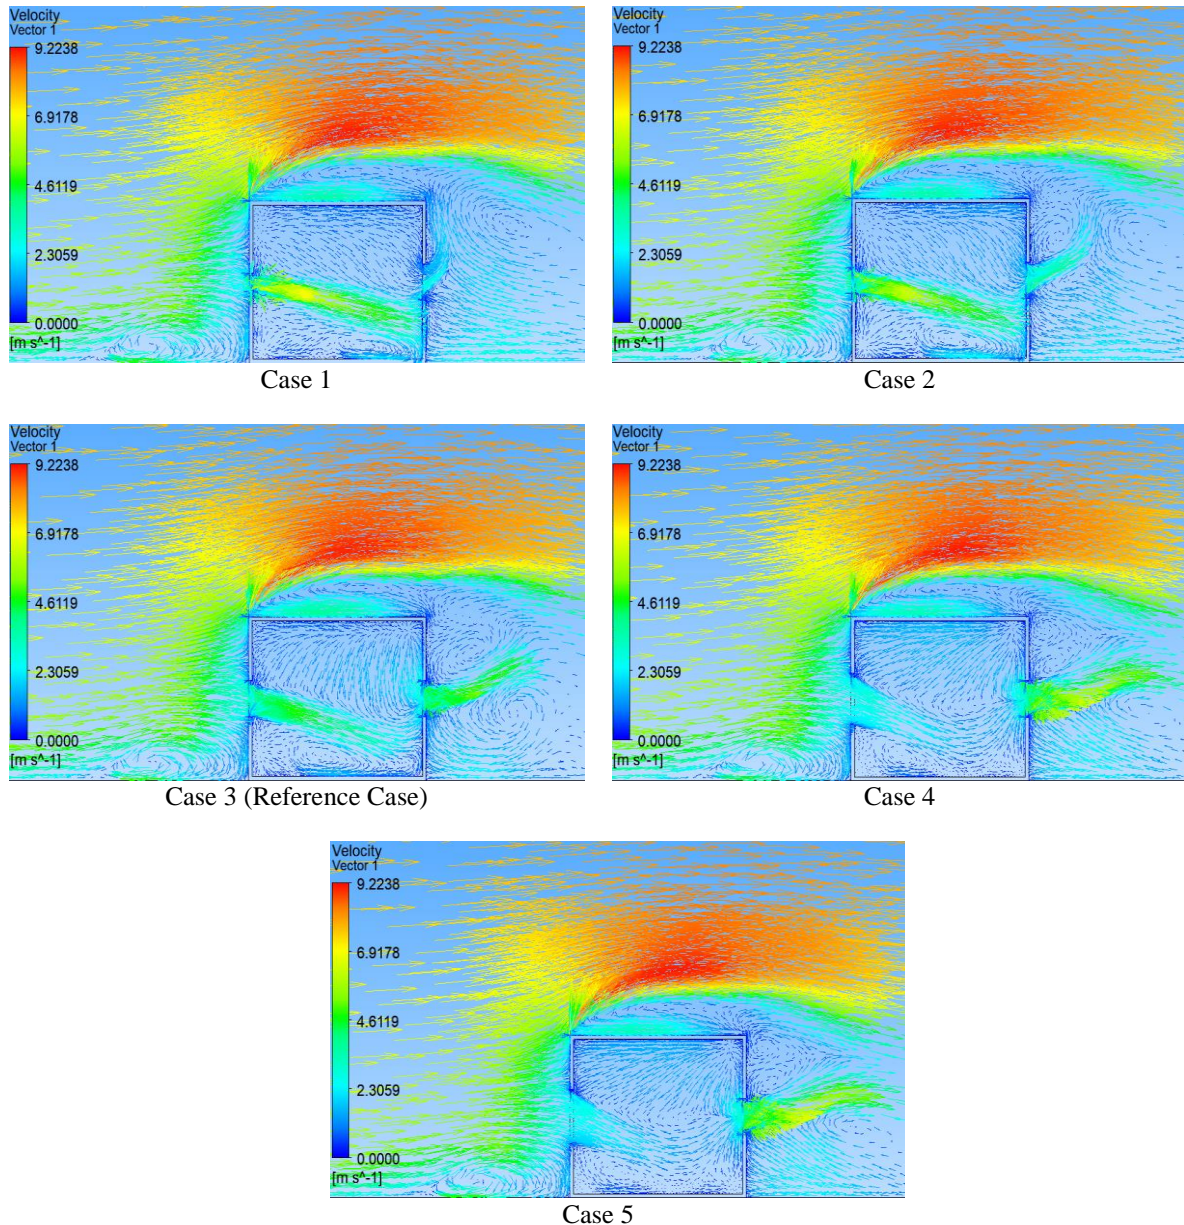 Velocity
Vector 1
9.2238
6.9178
4.6119
2.3059
0.0000
[m s^-1]
Case 1
Velocity
Vector 1
9.2238
6.9178
4.6119
2.3059
0.0000
[m s^-1]
Case 2
Velocity
Vector 1
9.2238
6.9178
4.6119
2.3059
0.0000
[m s^-1]
Case 3 (Reference Case)
Velocity
Vector 1
9.2238
6.9178
4.6119
2.3059
0.0000
[m s^-1]
Case 4
Velocity
Vector 1
9.2238
6.9178
4.6119
2.3059
0.0000
[m s^-1]
Case 5